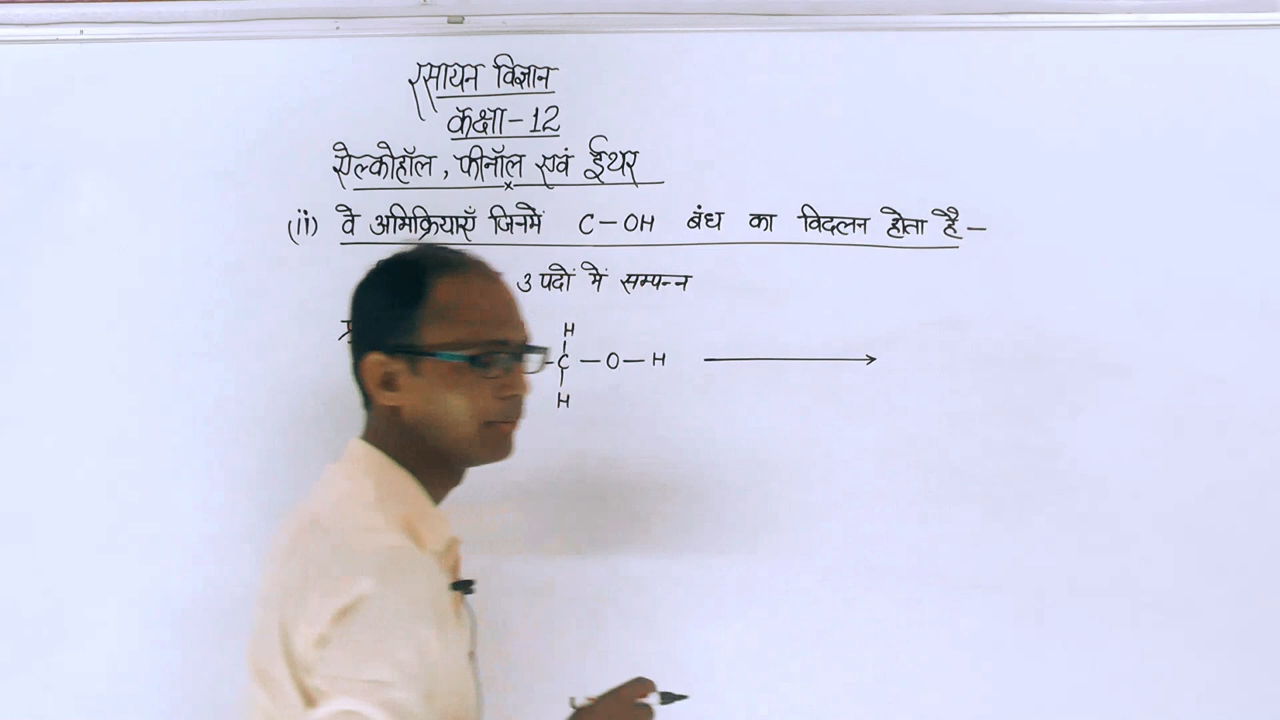 रसायन विज्ञान
कक्षा - 12
ऐल्कोहॉल, फीनॉल एवं ईथर
(ii) वे अभिक्रियाएँ जिनमें C-OH बंध का विदलन होता है -
3 पदों में सम्पन्न
H
-C-O-H
H